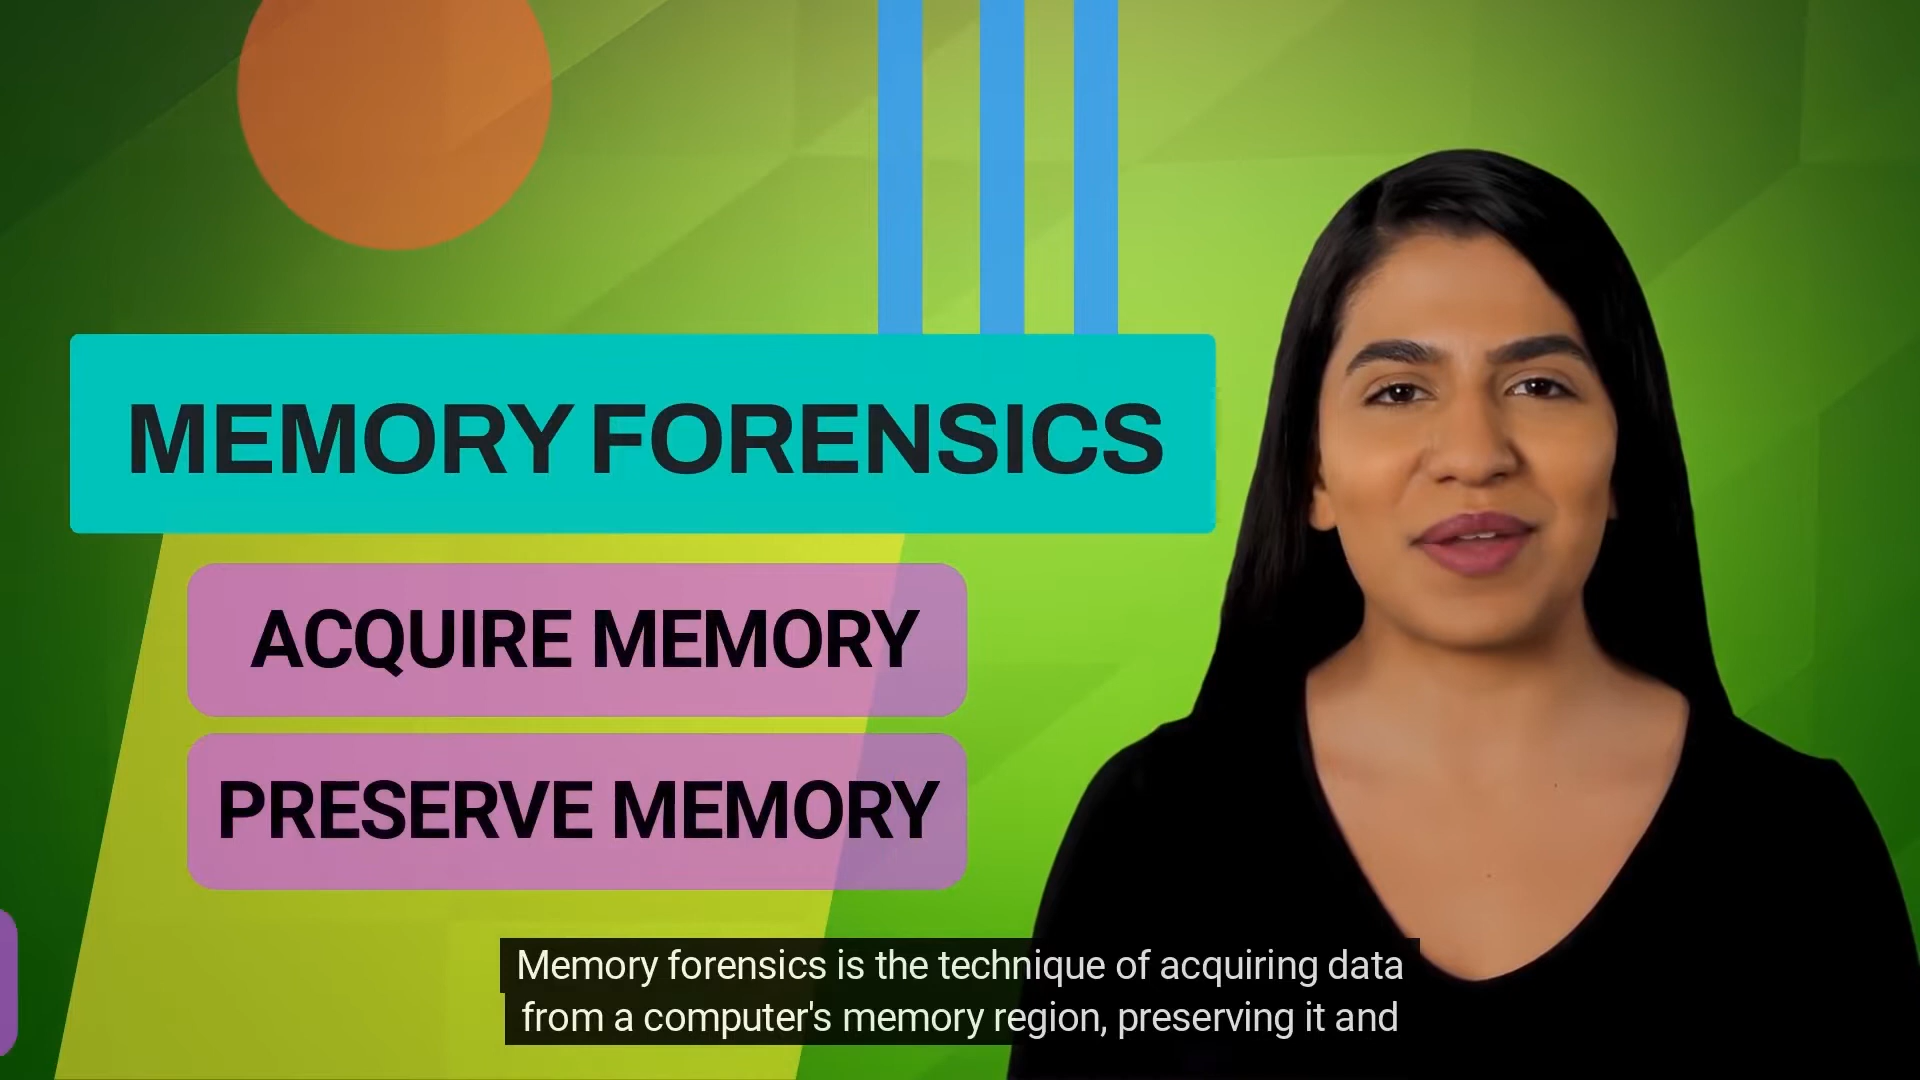 MEMORY FORENSICS
ACQUIRE MEMORY
PRESERVE MEMORY
Memory forensics is the technique of acquiring data
from a computer's memory region, preserving it and